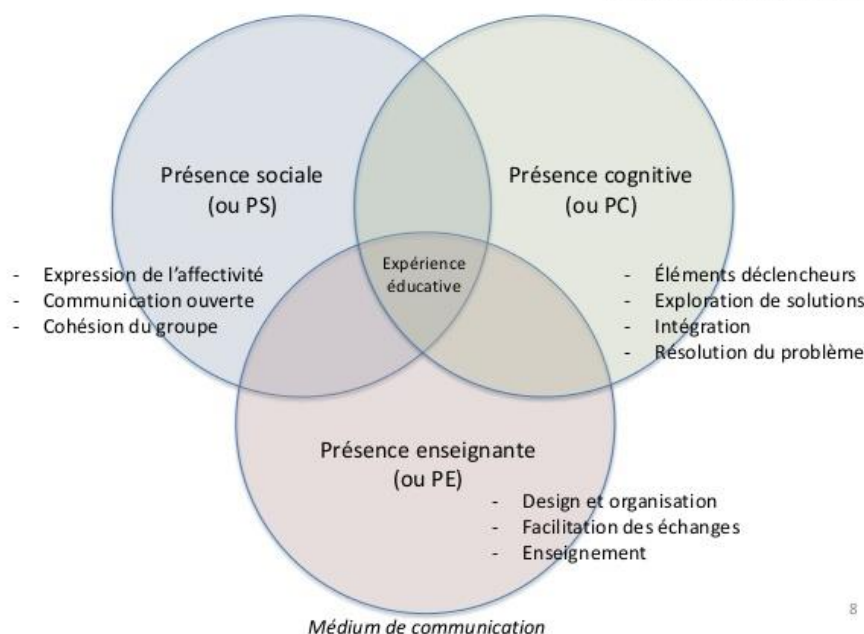 Présence sociale
(ou PS)
- Expression de l'affectivité
- Communication ouverte
- Cohésion du groupe
Présence cognitive
(ou PC)
- Éléments déclencheurs
- Exploration de solutions
- Intégration
- Résolution du problème
Expérience
éducative
Présence enseignante
(ou PE)
- Design et organisation
- Facilitation des échanges
- Enseignement
Médium de communication
8